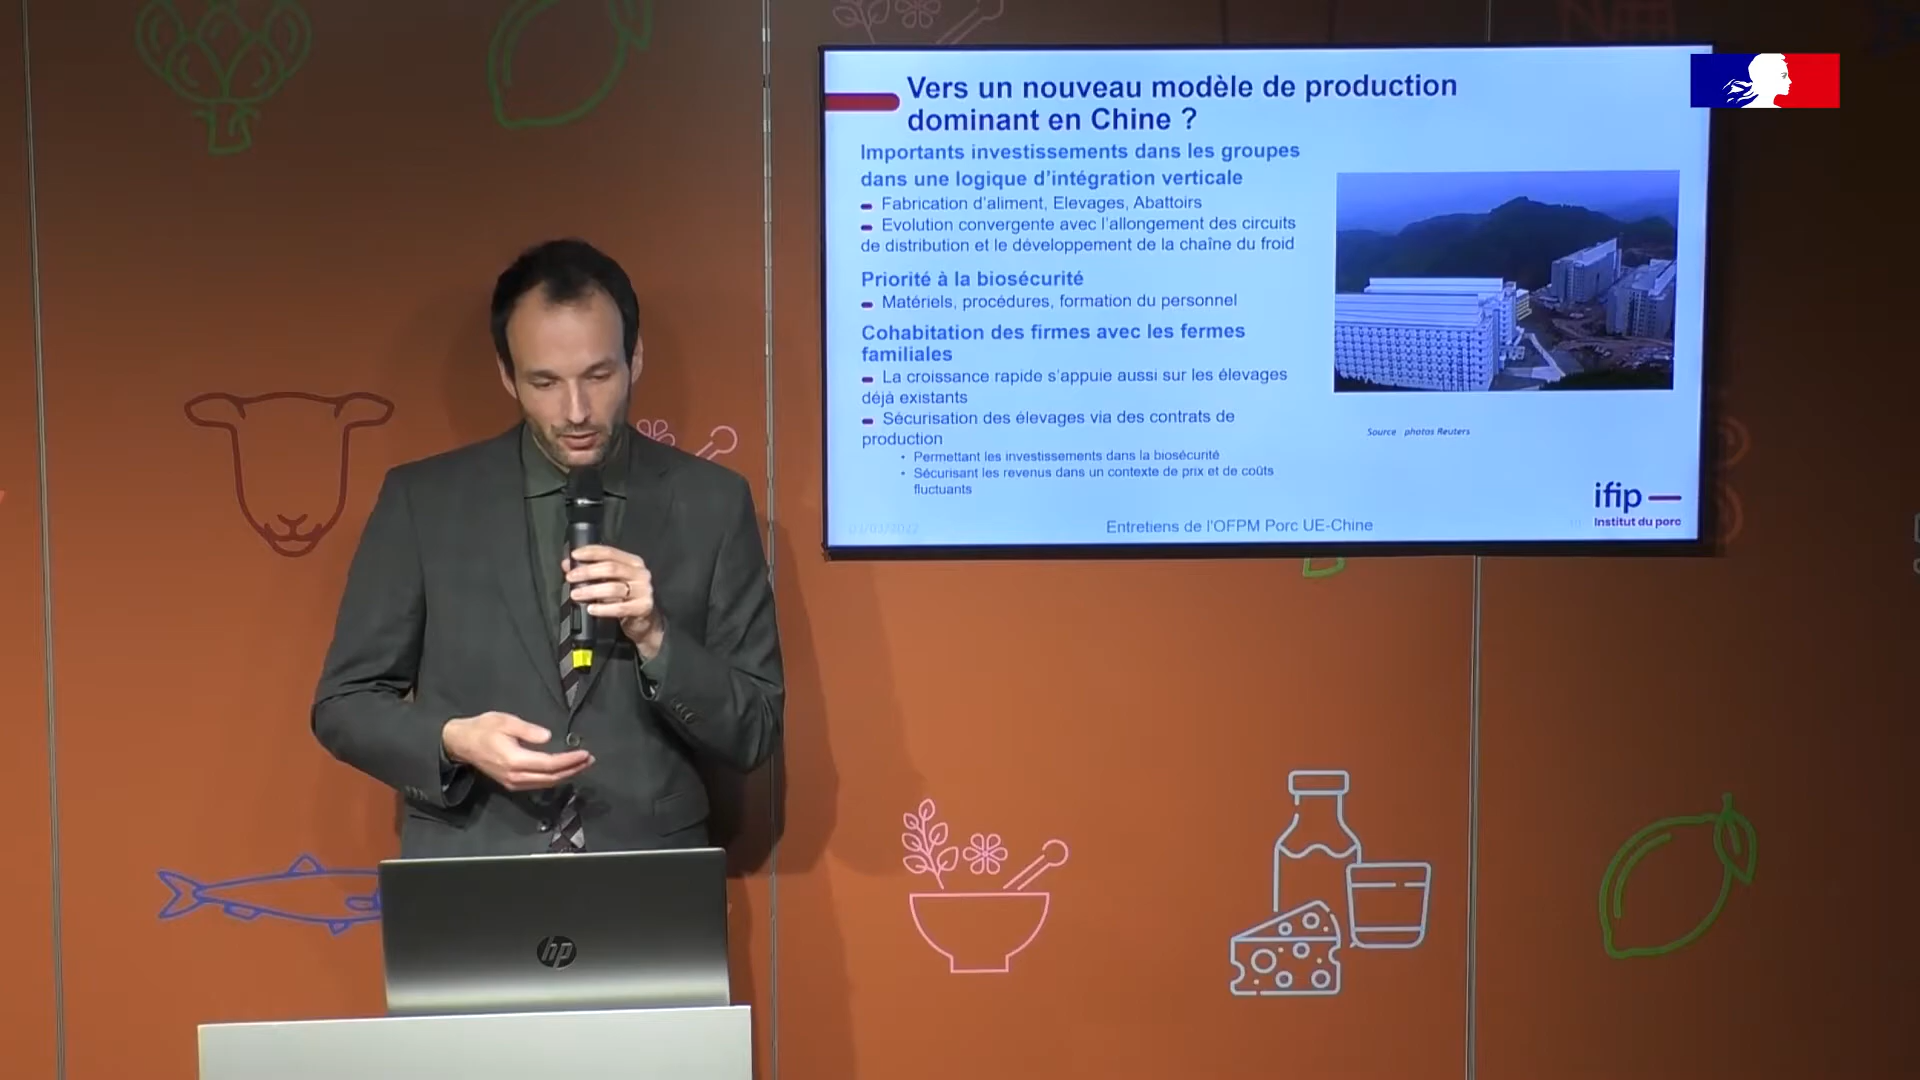 Vers un nouveau modèle de production
dominant en Chine ?
Importants investissements dans les groupes
dans une logique d'intégration verticale
Fabrication d'aliment, Elevages, Abattoirs
Evolution convergente avec l'allongement des circuits
de distribution et le développement de la chaîne du froid
Priorité à la biosécurité
Matériels, procédures, formation du personnel
Cohabitation des firmes avec les fermes
familiales
La croissance rapide s'appuie aussi sur les élevages
déjà existants
Sécurisation des élevages via des contrats de
production
• Permettant les investissements dans la biosécurité
• Sécurisant les revenus dans un contexte de prix et de coûts
fluctuants
Source photos Reuters
ifip
Institut du porc
Entretiens de l'OFPM Porc UE-Chine
hp